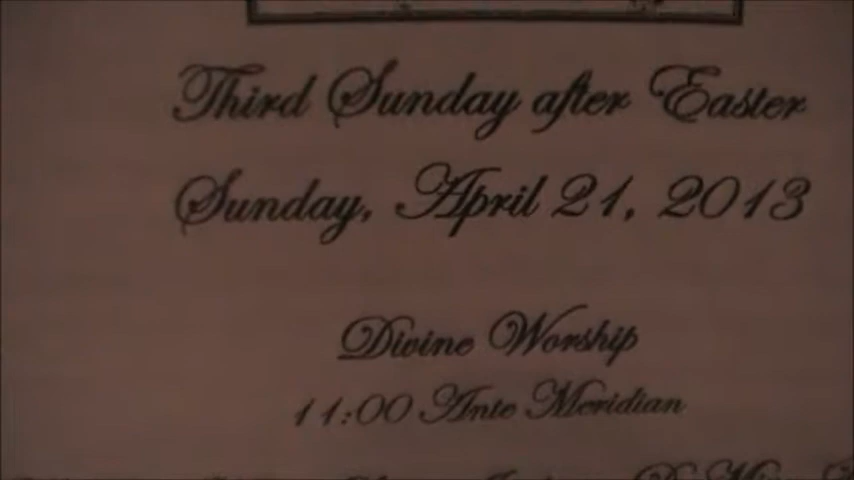 Third Sunday after Easter
Sunday, April 21, 2013
Divine Worship
11:00 Ante Meridian